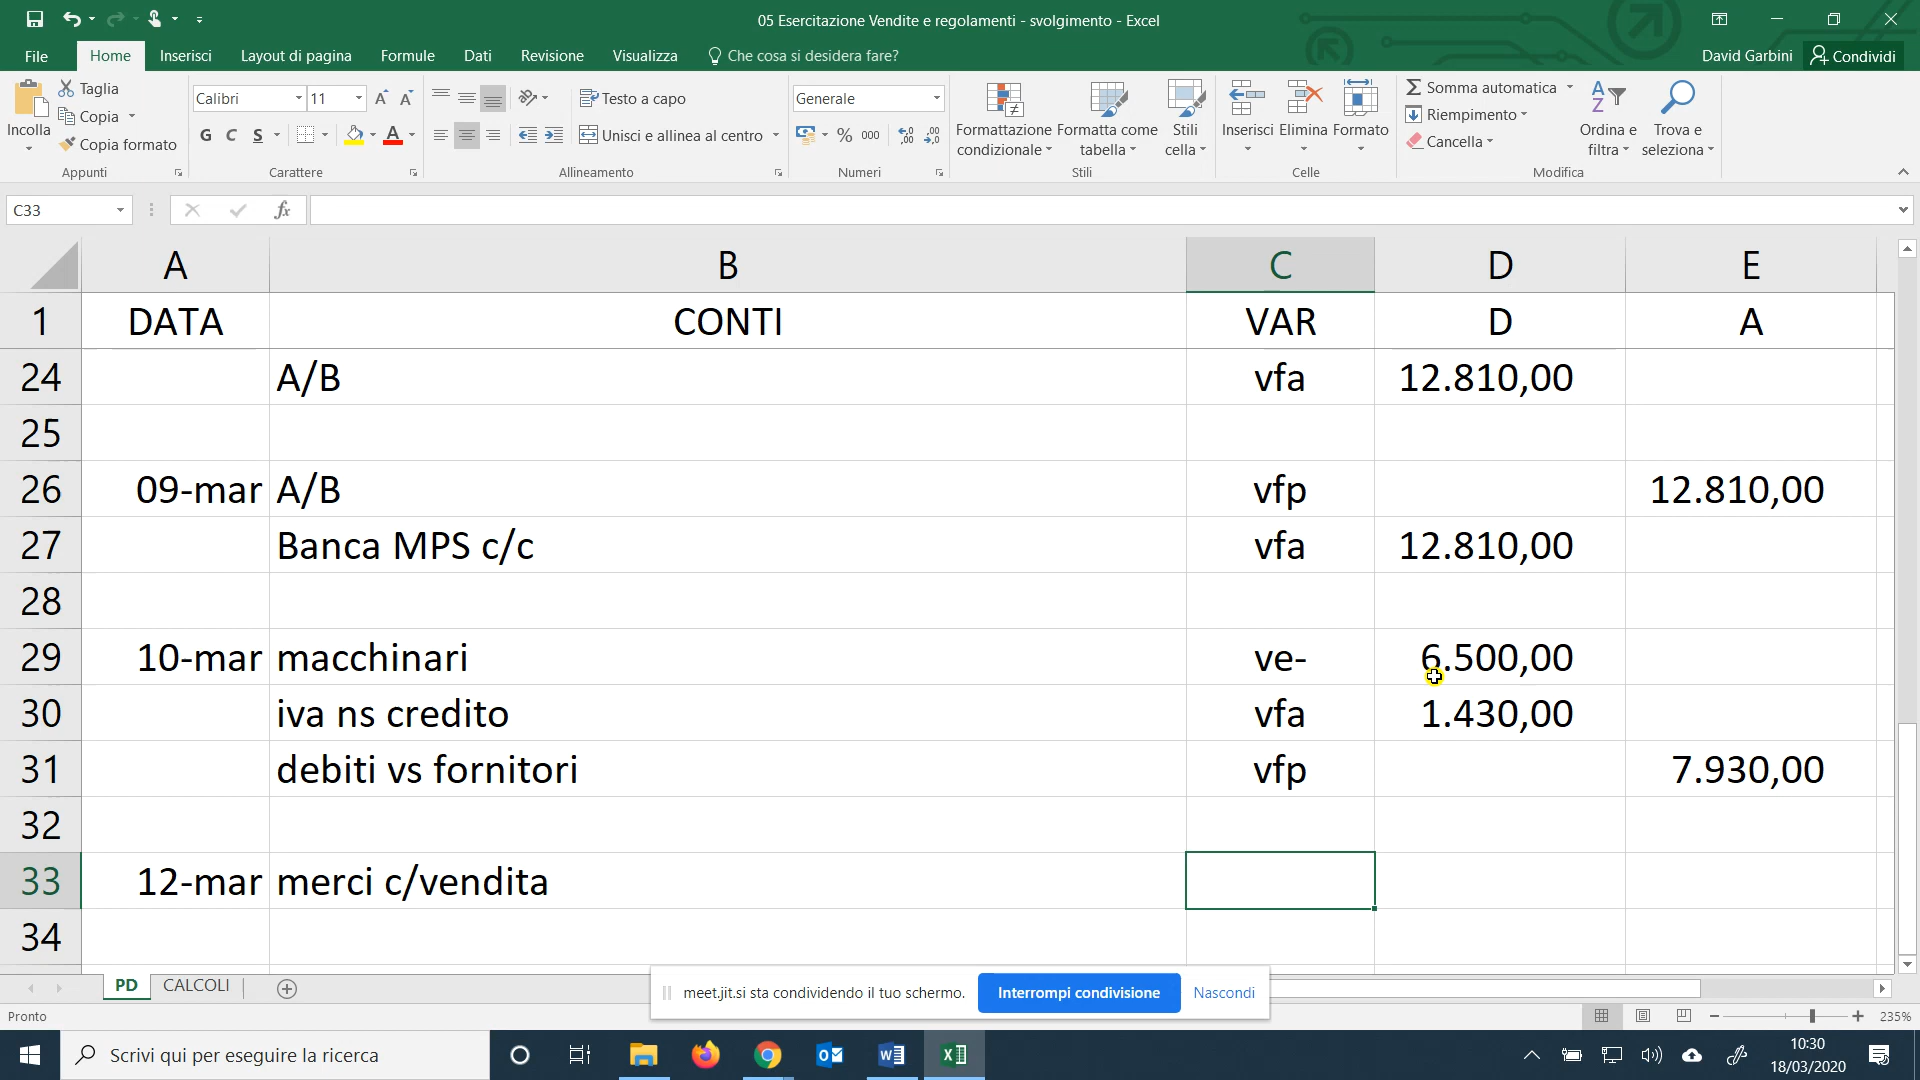 05 Esercitazione Vendite e regolamenti - svolgimento - Excel
File Home Inserisci Layout di pagina Formule Dati Revisione Visualizza Che cosa si desidera fare? David Garbini Condividi
Incolla
Taglia
Copia
Copia formato
Appunti
Calibri 11
G C S
Carattere
Testo a capo
Unisci e allinea al centro
Allineamento
Generale
% 000
Numeri
Formattazione condizionale
Formatta come tabella
Stili cella
Stili
Inserisci Elimina Formato
Celle
Somma automatica
Riempimento
Cancella
Ordina e filtra
Trova e seleziona
Modifica
C33 fx
A B C D E
1 DATA CONTI VAR D A
24 A/B vfa 12.810,00
25
26 09-mar A/B vfp 12.810,00
27 Banca MPS c/c vfa 12.810,00
28
29 10-mar macchinari ve- 6.500,00
30 iva ns credito vfa 1.430,00
31 debiti vs fornitori vfp 7.930,00
32
33 12-mar merci c/vendita
34
PD CALCOLI
meet.jit.si sta condividendo il tuo schermo. Interrompi condivisione Nascondi
Pronto 235%
Scrivi qui per eseguire la ricerca
10:30
18/03/2020